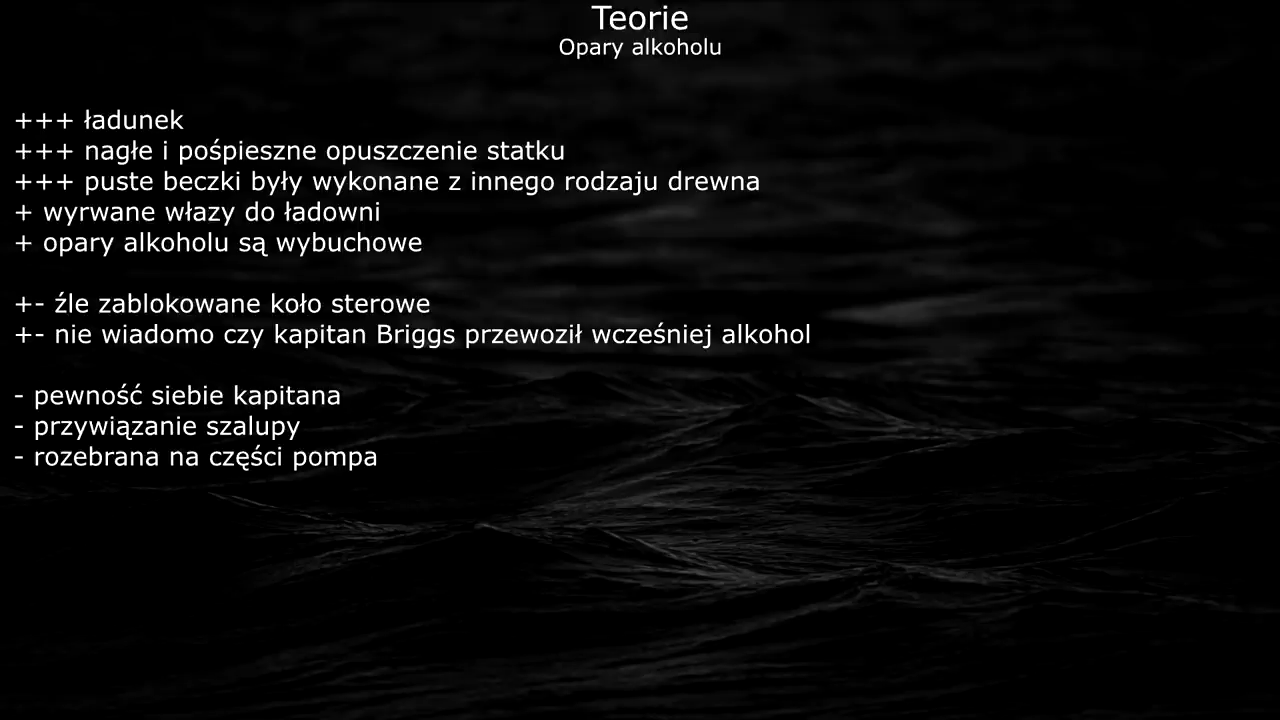 Teorie
Opary alkoholu
+++ ładunek
+++ nagłe i pośpieszne opuszczenie statku
+++ puste beczki były wykonane z innego rodzaju drewna
+ wyrwane włazy do ładowni
+ opary alkoholu są wybuchowe
+- źle zablokowane koło sterowe
+- nie wiadomo czy kapitan Briggs przewoził wcześniej alkohol
- pewność siebie kapitana
- przywiązanie szalupy
- rozebrana na części pompa